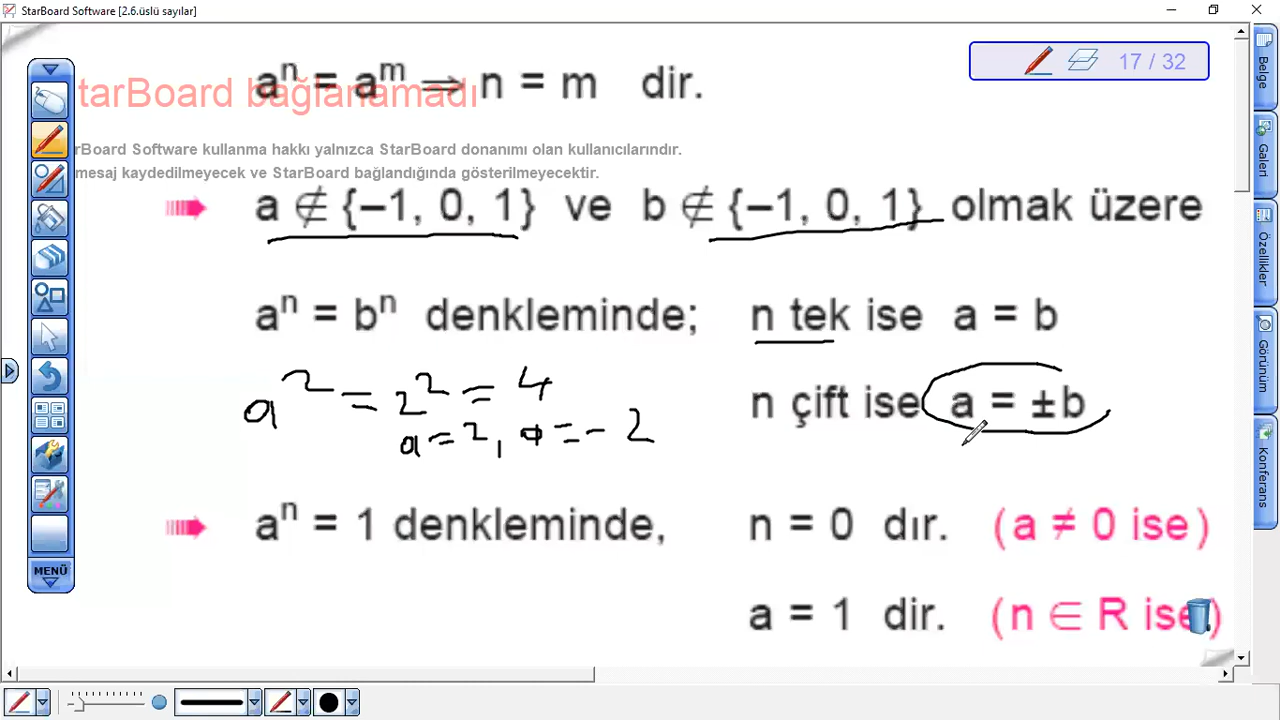 StarBoard Software [2.6.üslü sayılar]
17 / 32
aⁿ = aᵐ ⇒ n = m dir.
tarBoard bağlanamadı
rBoard Software kullanma hakkı yalnızca StarBoard donanımı olan kullanıcılarındır.
mesaj kaydedilmeyecek ve StarBoard bağlandığında gösterilmeyecektir.
a ∉ {−1, 0, 1} ve b ∉ {−1, 0, 1} olmak üzere
aⁿ = bⁿ denkleminde; n tek ise a = b
n çift ise a = ±b
a² = 2² = 4
a = 2, a = − 2
aⁿ = 1 denkleminde, n = 0 dır. (a ≠ 0 ise)
a = 1 dir. (n ∈ R ise)
MENÜ
Belge
Galeri
Özellikler
Görünüm
Konferans